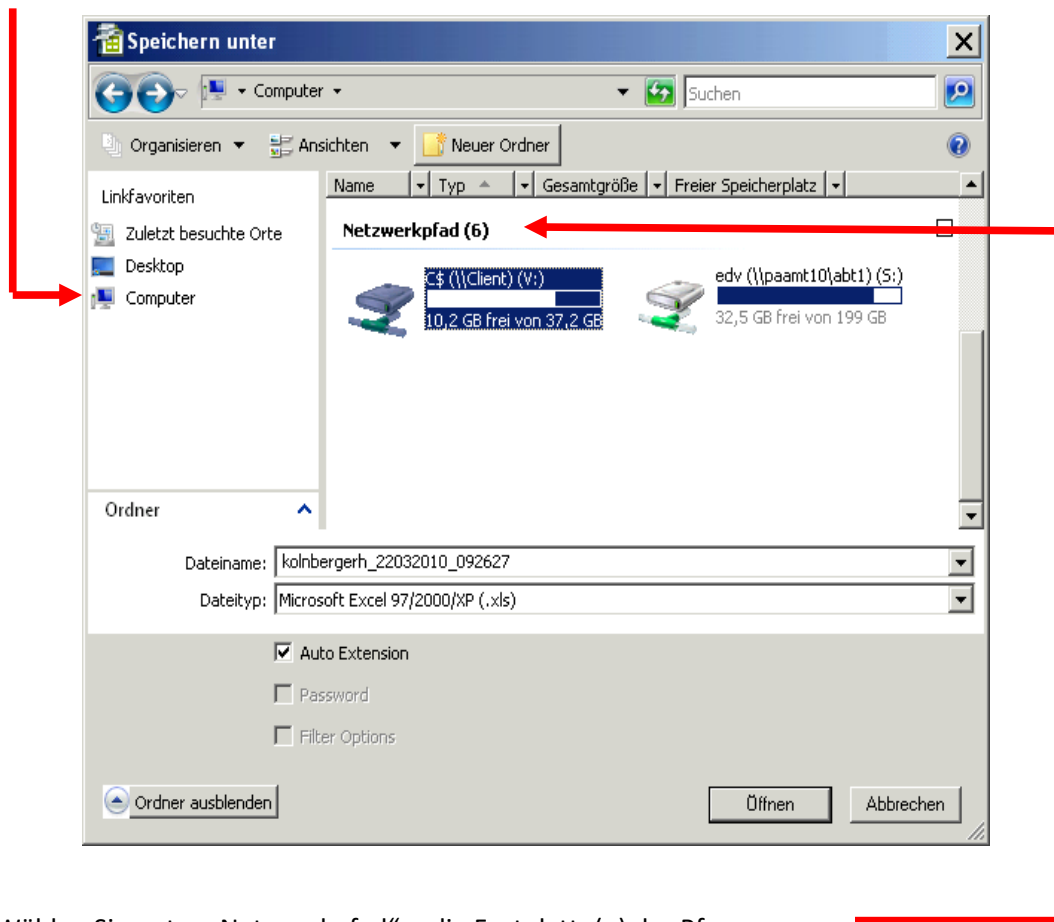 Speichern unter
Computer
Suchen
Organisieren Ansichten Neuer Ordner
Linkfavoriten
Zuletzt besuchte Orte
Desktop
Computer
Ordner
Name Typ Gesamtgröße Freier Speicherplatz
Netzwerkpfad (6)
C$ (\\Client) (V:)
10,2 GB frei von 37,2 GB
edv (\\paamt10\abt1) (S:)
32,5 GB frei von 199 GB
Dateiname: kolnbergerh_22032010_092627
Dateityp: Microsoft Excel 97/2000/XP (.xls)
Auto Extension
Password
Filter Options
Ordner ausblenden
Öffnen Abbrechen